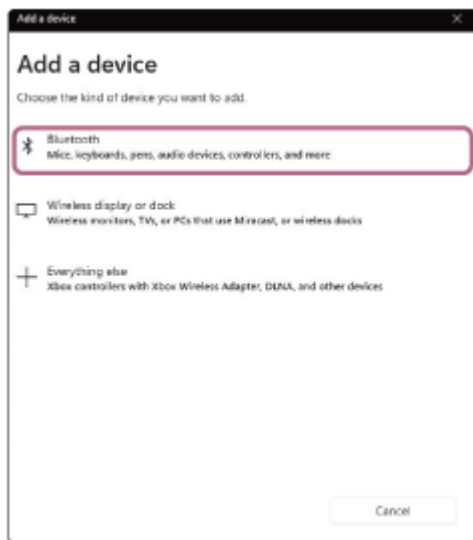 Add a device
Add a device
Choose the kind of device you want to add.
Bluetooth
Mice, keyboards, pens, audio devices, controllers, and more
Wireless display or dock
Wireless monitors, TVs, or PCs that use Miracast, or wireless docks
Everything else
Xbox controllers with Xbox Wireless Adapter, DLNA, and other devices
Cancel